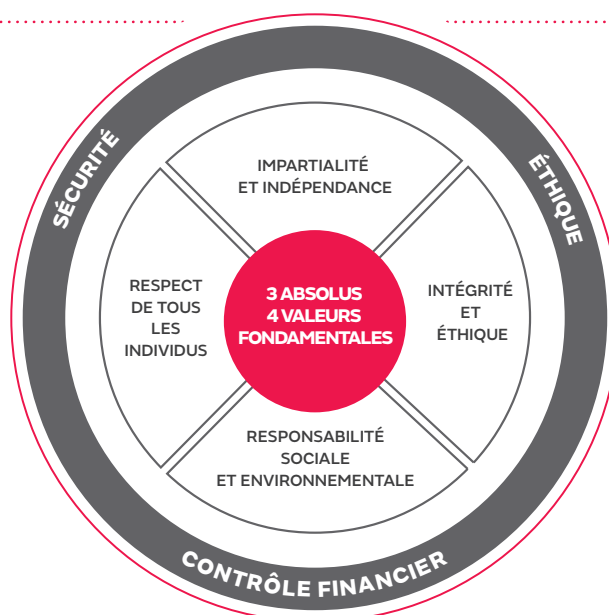 SÉCURITÉ
ÉTHIQUE
IMPARTIALITÉ
ET INDÉPENDANCE
RESPECT
DE TOUS
LES
INDIVIDUS
3 ABSOLUS
4 VALEURS
FONDAMENTALES
INTÉGRITÉ
ET
ÉTHIQUE
RESPONSABILITÉ
SOCIALE
ET ENVIRONNEMENTALE
CONTRÔLE FINANCIER